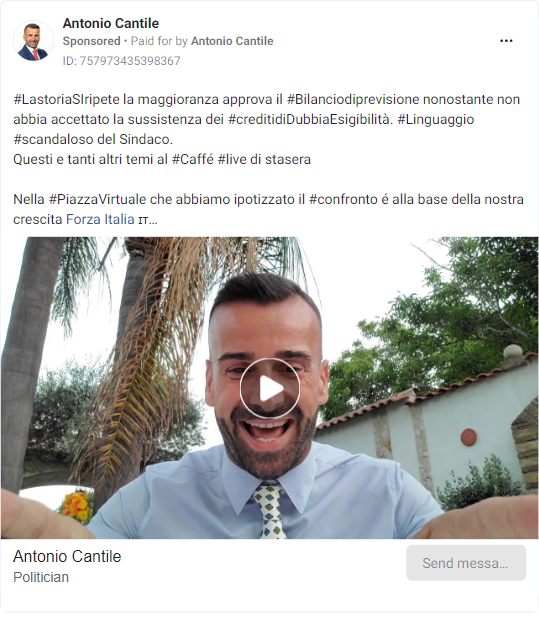 Antonio Cantile
Sponsored • Paid for by Antonio Cantile
ID: 757973435398367
#LastoriaSIripete la maggioranza approva il #Bilanciodiprevisione nonostante non
abbia accettato la sussistenza dei #creditidiDubbiaEsigibilità. #Linguaggio
#scandaloso del Sindaco.
Questi e tanti altri temi al #Caffé #live di stasera
Nella #PiazzaVirtuale che abbiamo ipotizzato il #confronto é alla base della nostra
crescita Forza Italia ɪᴛ...
Antonio Cantile
Politician
Send messa...